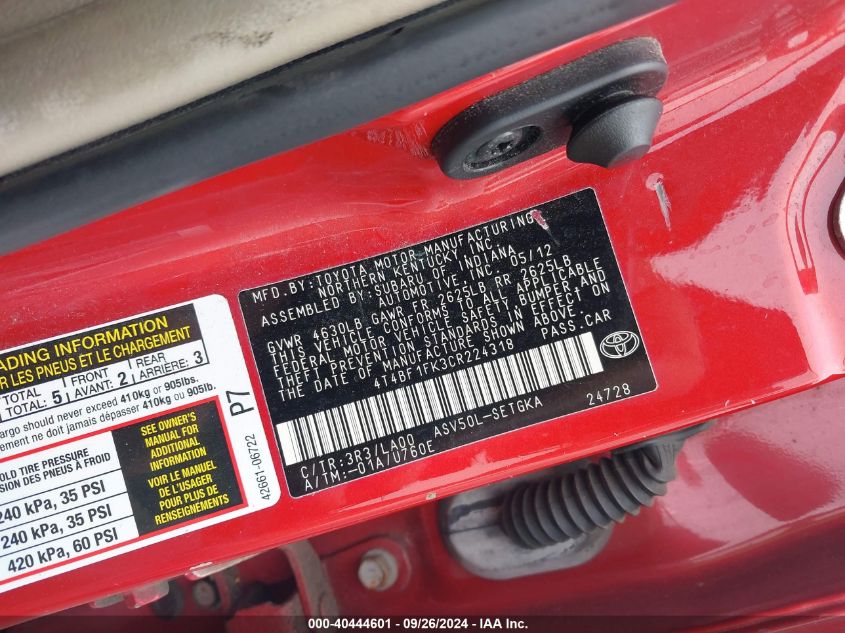 MFD.BY: TOYOTA MOTOR MANUFACTURING
NORTHERN KENTUCKY INC.
ASSEMBLED BY: SUBARU OF INDIANA
AUTOMOTIVE, INC. 05/12
GVWR 4630LB GAWR FR 2625LB RR 2625LB
THIS VEHICLE CONFORMS TO ALL APPLICABLE
FEDERAL MOTOR VEHICLE SAFETY, BUMPER, AND
THEFT PREVENTION STANDARDS IN EFFECT ON
THE DATE OF MANUFACTURE SHOWN ABOVE.
4T4BF1FK3CR224318 PASS.CAR
C/TR:3R3/LA00 ASV50L-SETGKA 24728
A/TM:-01A/U760E
TOYOTA
ADING INFORMATION
R LES PNEUS ET LE CHARGEMENT
TOTAL 5 FRONT 2 REAR 3
TOTAL : AVANT : ARRIÈRE :
argo should never exceed 410kg or 905lbs.
ement ne doit jamais dépasser 410kg ou 905lb.
P7
OLD TIRE PRESSURE
SSION DES PNEUS À FROID
240 kPa, 35 PSI
240 kPa, 35 PSI
420 kPa, 60 PSI
SEE OWNER'S
MANUAL FOR
ADDITIONAL
INFORMATION
VOIR LE MANUEL
DE L'USAGER
POUR PLUS DE
RENSEIGNEMENTS
42661-06722
000-40444601 / 09/26/2024 - IAA Inc.